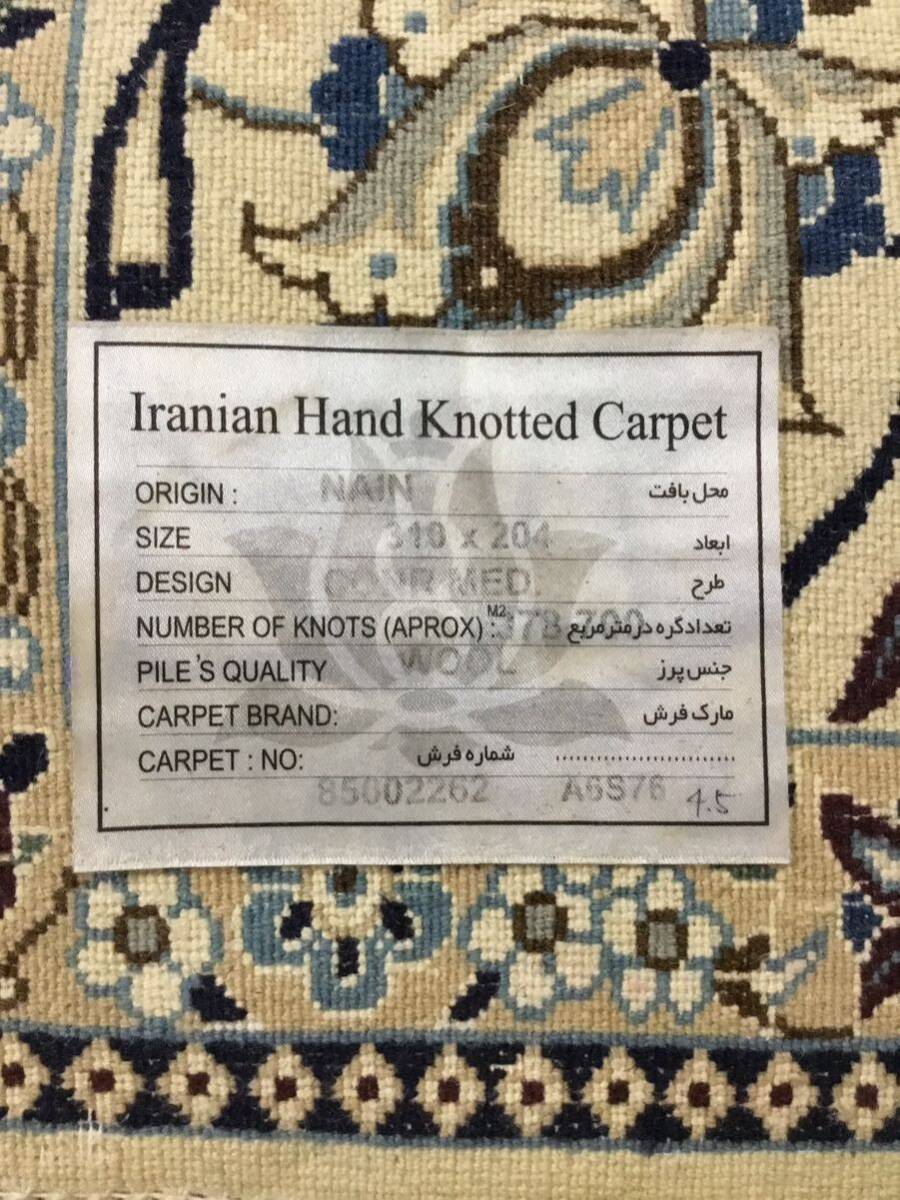 Iranian Hand Knotted Carpet
ORIGIN : NAIN محل بافت
SIZE 310 x 204 ابعاد
DESIGN MED. طرح
NUMBER OF KNOTS (APROX) : M2 تعداد گره در متر مربع
PILE'S QUALITY WOOL جنس پرز
CARPET BRAND: مارک فرش
CARPET : NO: شماره فرش ..........................
85002262 A6S76 4.5